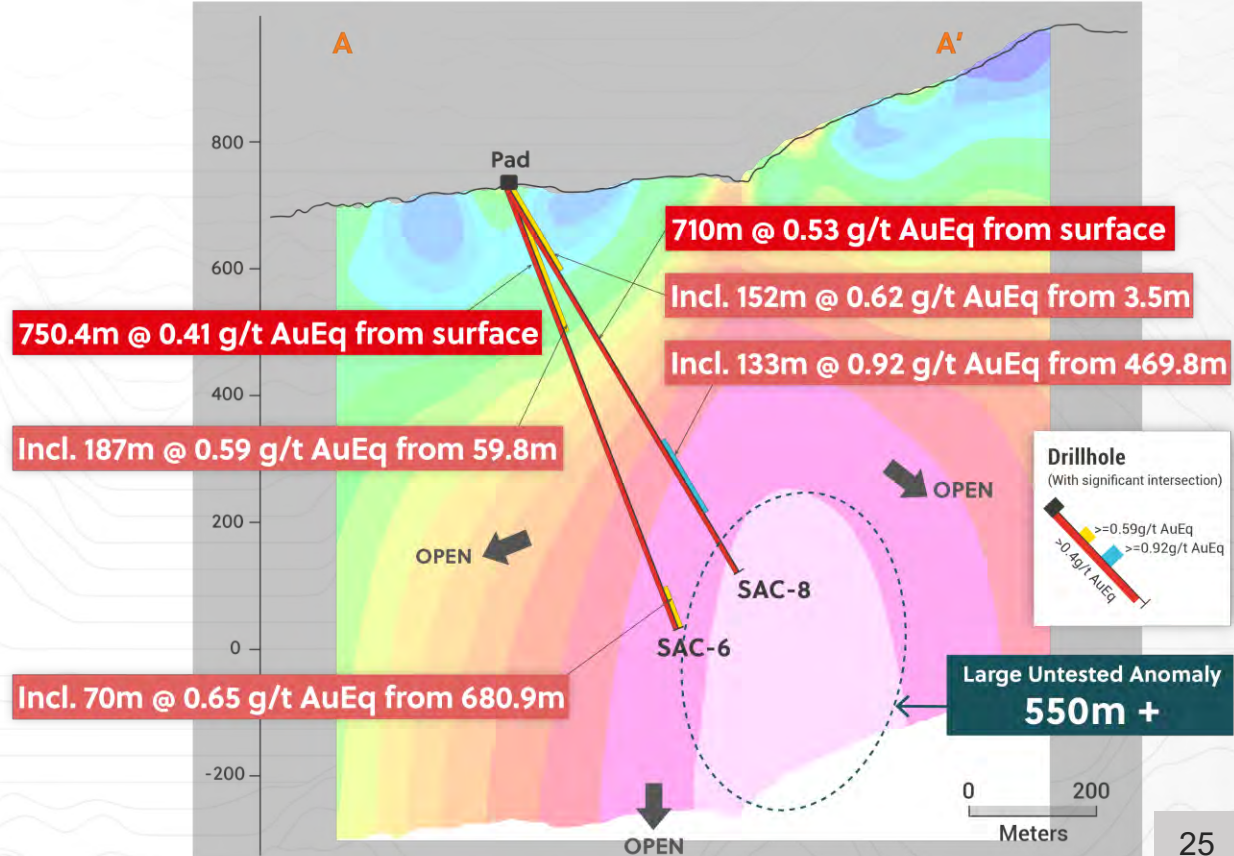 A
A'
800
600
400
200
0
-200
Pad
710m @ 0.53 g/t AuEq from surface
Incl. 152m @ 0.62 g/t AuEq from 3.5m
750.4m @ 0.41 g/t AuEq from surface
Incl. 133m @ 0.92 g/t AuEq from 469.8m
Incl. 187m @ 0.59 g/t AuEq from 59.8m
Drillhole
(With significant intersection)
>=0.59g/t AuEq
>=0.92g/t AuEq
>0.4g/t AuEq
OPEN
OPEN
SAC-8
SAC-6
Incl. 70m @ 0.65 g/t AuEq from 680.9m
Large Untested Anomaly
550m +
0 200
Meters
OPEN
25